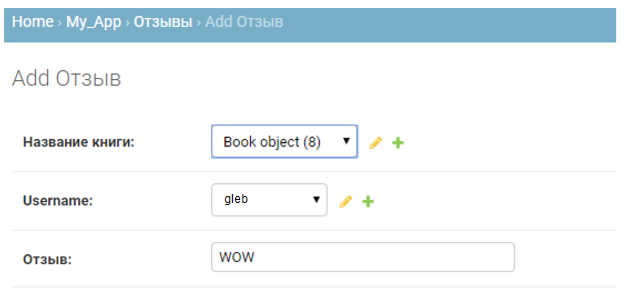 Home › My_App › Отзывы › Add Отзыв
Add Отзыв
Название книги: Book object (8)
Username: gleb
Отзыв: WOW